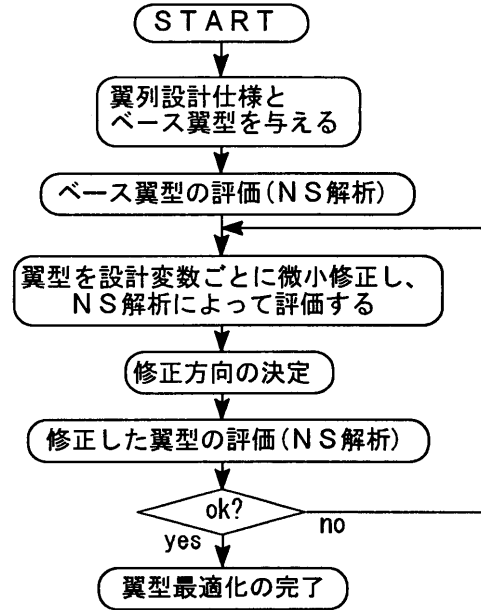 ＳＴＡＲＴ
翼列設計仕様と
ベース翼型を与える
ベース翼型の評価(ＮＳ解析)
翼型を設計変数ごとに微小修正し、
ＮＳ解析によって評価する
修正方向の決定
修正した翼型の評価(ＮＳ解析)
ok?
no
yes
翼型最適化の完了